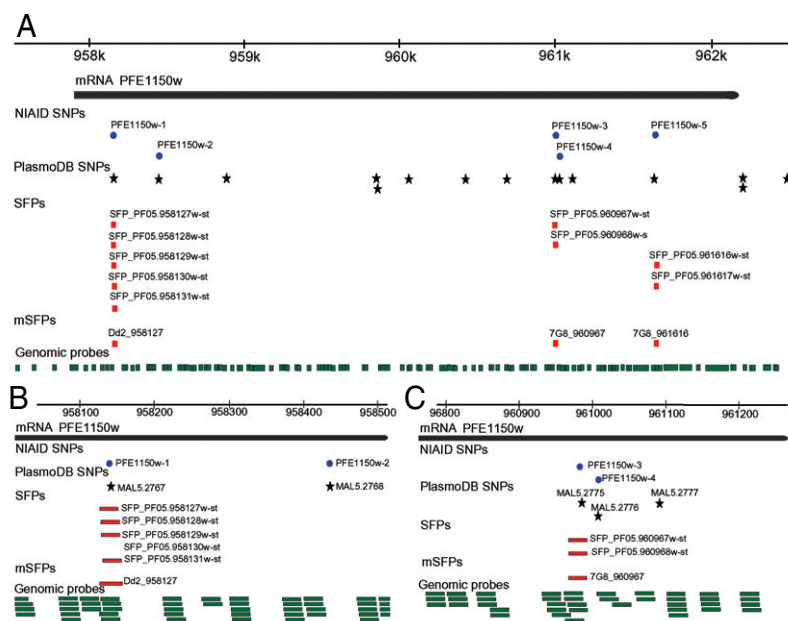 A
958k 959k 960k 961k 962k
mRNA PFE1150w
NIAID SNPs
PFE1150w-1 PFE1150w-3 PFE1150w-5
PFE1150w-2 PFE1150w-4
PlasmoDB SNPs
SFPs
SFP_PF05.958127w-st SFP_PF05.960967w-st
SFP_PF05.958128w-st SFP_PF05.960968w-s
SFP_PF05.958129w-st SFP_PF05.961616w-st
SFP_PF05.958130w-st SFP_PF05.961617w-st
SFP_PF05.958131w-st
mSFPs
Dd2_958127 7G8_960967 7G8_961616
Genomic probes
B
958100 958200 958300 958400 958500
mRNA PFE1150w
NIAID SNPs
PFE1150w-1 PFE1150w-2
PlasmoDB SNPs
MAL5.2767 MAL5.2768
SFPs
SFP_PF05.958127w-st
SFP_PF05.958128w-st
SFP_PF05.958129w-st
SFP_PF05.958130w-st
SFP_PF05.958131w-st
mSFPs
Dd2_958127
Genomic probes
C
96800 960900 961000 961100 961200
mRNA PFE1150w
NIAID SNPs
PFE1150w-3
PFE1150w-4
PlasmoDB SNPs
MAL5.2775 MAL5.2777
MAL5.2776
SFPs
SFP_PF05.960967w-st
SFP_PF05.960968w-st
mSFPs
7G8_960967
Genomic probes